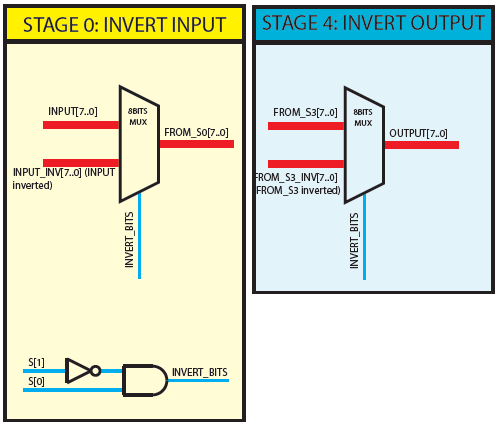 STAGE 0: INVERT INPUT
INPUT[7..0]
8BITS
MUX
FROM_S0[7..0]
INPUT_INV[7..0] (INPUT
inverted)
INVERT_BITS
S[1]
S[0]
INVERT_BITS
STAGE 4: INVERT OUTPUT
FROM_S3[7..0]
8BITS
MUX
OUTPUT[7..0]
FROM_S3_INV[7..0]
FROM_S3 inverted)
INVERT_BITS